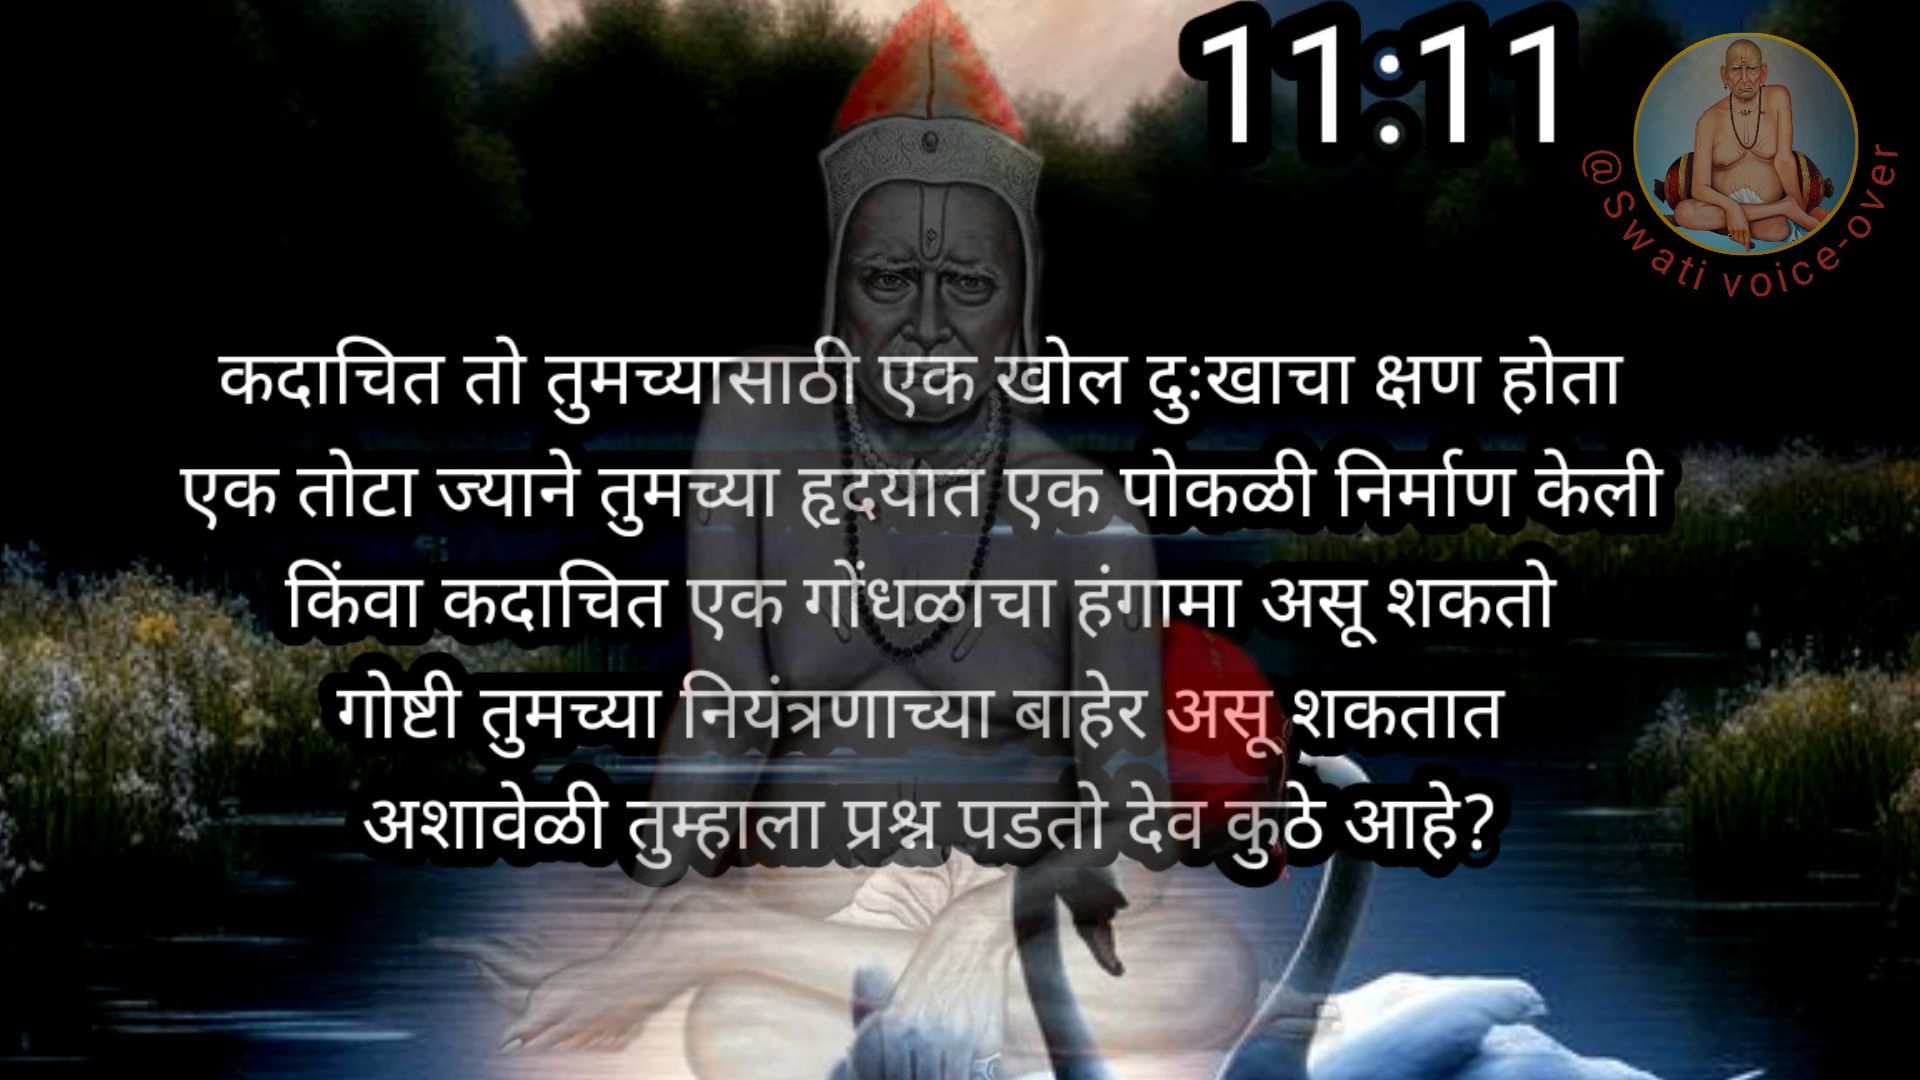 11:11
@Swati voice-over
कदाचित तो तुमच्यासाठी एक खोल दुःखाचा क्षण होता
एक तोटा ज्याने तुमच्या हृदयात एक पोकळी निर्माण केली
किंवा कदाचित एक गोंधळाचा हंगामा असू शकतो
गोष्टी तुमच्या नियंत्रणाच्या बाहेर असू शकतात
अशावेळी तुम्हाला प्रश्न पडतो देव कुठे आहे?